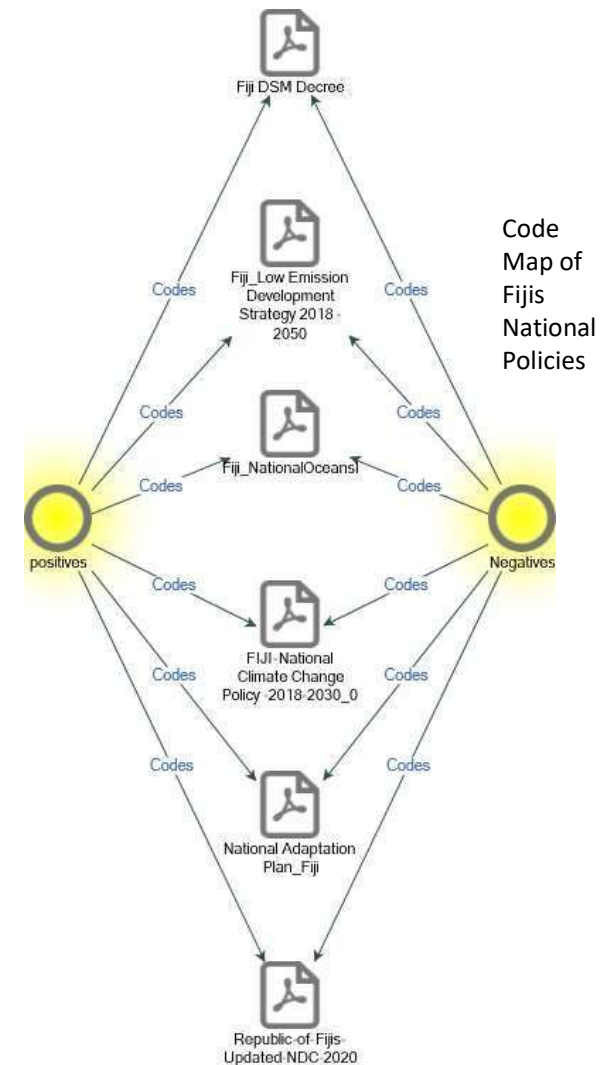 Fiji DSM Decree
Code
Map of
Fijis
National
Policies
Fiji_Low Emission
Development
Strategy 2018 -
2050
Codes
Codes
Codes
Codes
Fiji_NationalOceansI
Codes
Codes
positives
Negatives
Codes
Codes
FIJI-National
Climate Change
Policy -2018-2030_0
Codes
Codes
Codes
Codes
National Adaptation
Plan_Fiji
Republic-of-Fijis-
Updated-NDC-2020